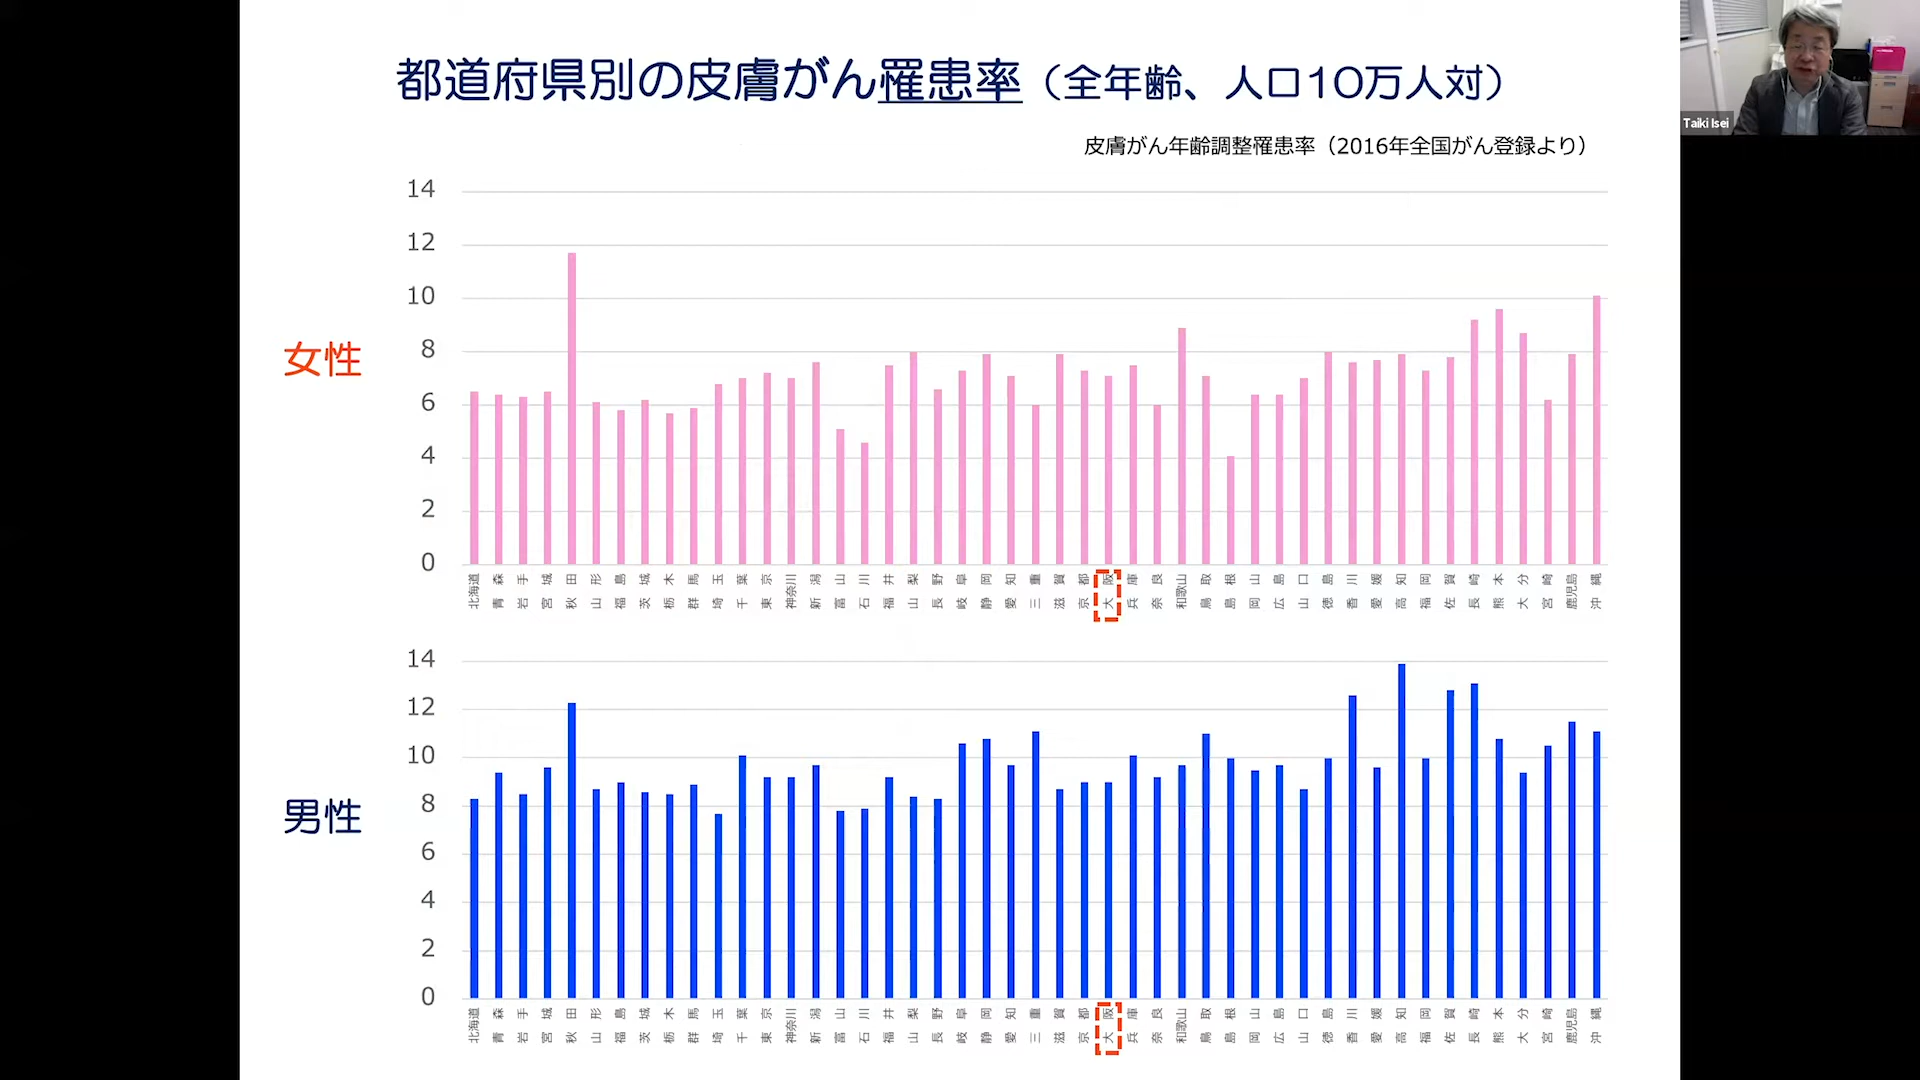 都道府県別の皮膚がん罹患率（全年齢、人口10万人対）
Taiki Isei
皮膚がん年齢調整罹患率（2016年全国がん登録より）
女性
14
12
10
8
6
4
2
0
北海道 青森 岩手 宮城 秋田 山形 福島 茨城 栃木 群馬 埼玉 千葉 東京 神奈川 新潟 富山 石川 福井 山梨 長野 岐阜 静岡 愛知 三重 滋賀 京都 大阪 兵庫 奈良 和歌山 鳥取 島根 岡山 広島 山口 徳島 香川 愛媛 高知 福岡 佐賀 長崎 熊本 大分 宮崎 鹿児島 沖縄
男性
14
12
10
8
6
4
2
0
北海道 青森 岩手 宮城 秋田 山形 福島 茨城 栃木 群馬 埼玉 千葉 東京 神奈川 新潟 富山 石川 福井 山梨 長野 岐阜 静岡 愛知 三重 滋賀 京都 大阪 兵庫 奈良 和歌山 鳥取 島根 岡山 広島 山口 徳島 香川 愛媛 高知 福岡 佐賀 長崎 熊本 大分 宮崎 鹿児島 沖縄